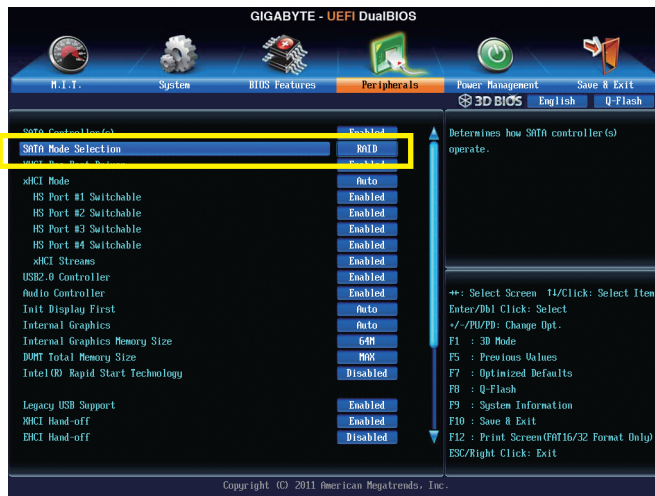 GIGABYTE - UEFI DualBIOS
M.I.T. System BIOS Features Peripherals Power Management Save & Exit
3D BIOS English Q-Flash
SATA Controller(s) Enabled
SATA Mode Selection RAID
xHCI Pre-Boot Driver Enabled
xHCI Mode Auto
HS Port #1 Switchable Enabled
HS Port #2 Switchable Enabled
HS Port #3 Switchable Enabled
HS Port #4 Switchable Enabled
xHCI Streams Enabled
USB2.0 Controller Enabled
Audio Controller Enabled
Init Display First Auto
Internal Graphics Auto
Internal Graphics Memory Size 64M
DVMT Total Memory Size MAX
Intel(R) Rapid Start Technology Disabled
Legacy USB Support Enabled
XHCI Hand-off Enabled
EHCI Hand-off Disabled
Determines how SATA controller(s)
operate.
↔: Select Screen ↑↓/Click: Select Item
Enter/Dbl Click: Select
+/-/PU/PD: Change Opt.
F1 : 3D Mode
F5 : Previous Values
F7 : Optimized Defaults
F8 : Q-Flash
F9 : System Information
F10 : Save & Exit
F12 : Print Screen(FAT16/32 Format Only)
ESC/Right Click: Exit
Copyright (C) 2011 American Megatrends, Inc.